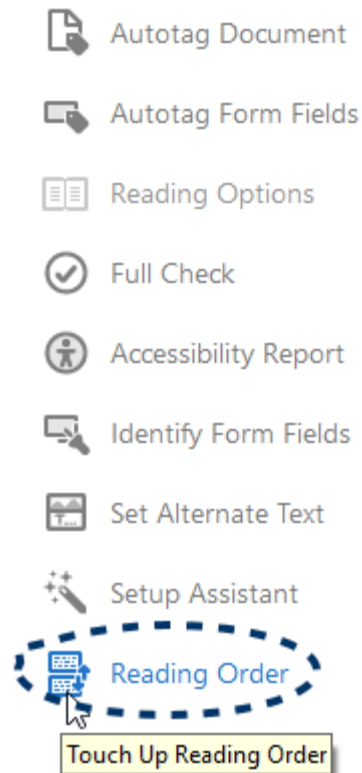 Autotag Document
Autotag Form Fields
Reading Options
Full Check
Accessibility Report
Identify Form Fields
Set Alternate Text
Setup Assistant
Reading Order
Touch Up Reading Order